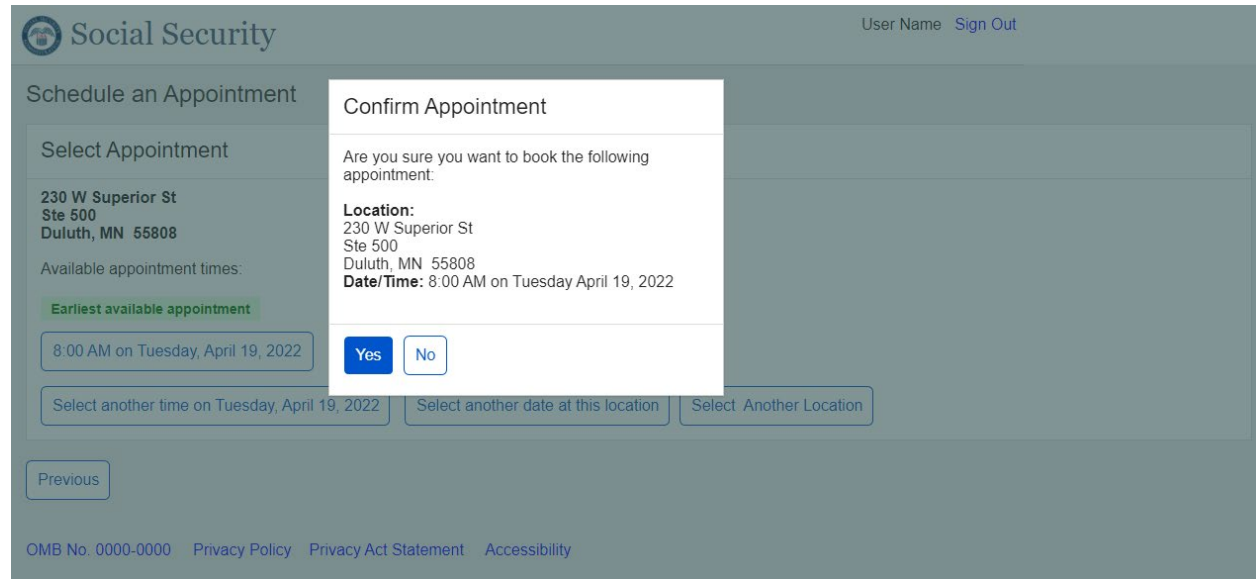 Social Security
User Name Sign Out
Schedule an Appointment
Select Appointment
230 W Superior St
Ste 500
Duluth, MN 55808
Available appointment times:
Earliest available appointment
8:00 AM on Tuesday, April 19, 2022
Select another time on Tuesday, April 19, 2022
Select another date at this location
Select Another Location
Confirm Appointment
Are you sure you want to book the following
appointment:
Location:
230 W Superior St
Ste 500
Duluth, MN 55808
Date/Time: 8:00 AM on Tuesday April 19, 2022
Yes
No
Previous
OMB No. 0000-0000 Privacy Policy Privacy Act Statement Accessibility